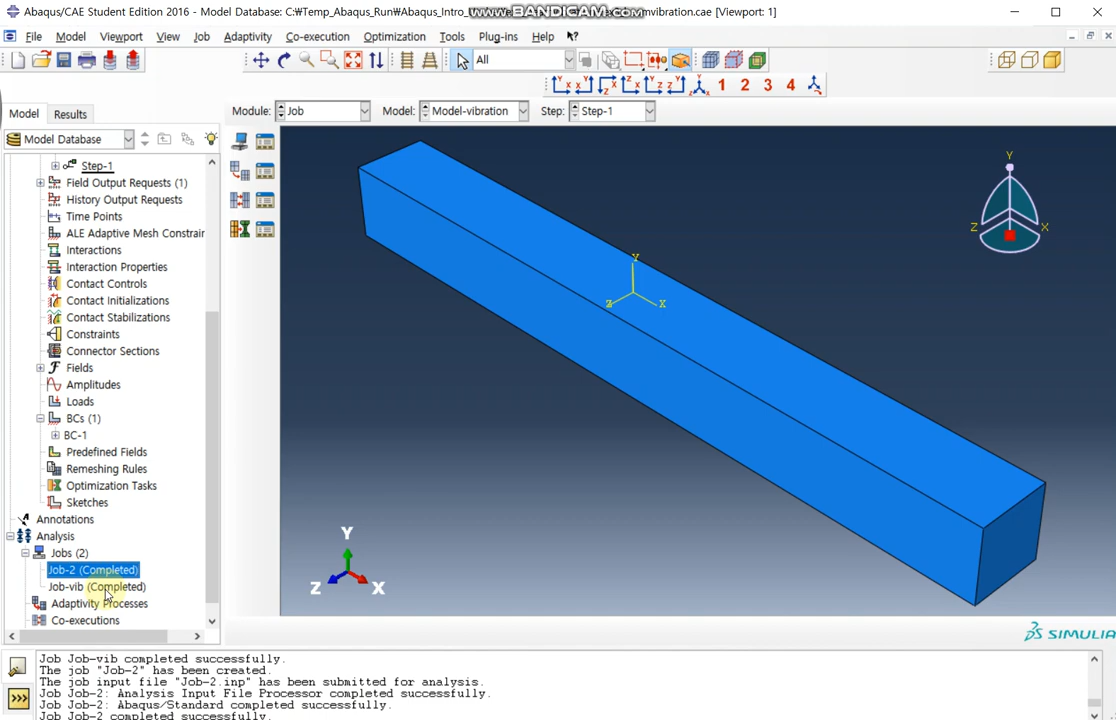 Abaqus/CAE Student Edition 2016 - Model Database: C:₩Temp_Abaqus_Run₩Abaqus_Intro_
www.BANDICAM.com
mvibration.cae [Viewport: 1]
File Model Viewport View Job Adaptivity Co-execution Optimization Tools Plug-ins Help
All
1 2 3 4
Model Results
Module: Job Model: Model-vibration Step: Step-1
Model Database
Step-1
Field Output Requests (1)
History Output Requests
Time Points
ALE Adaptive Mesh Constrair
Interactions
Interaction Properties
Contact Controls
Contact Initializations
Contact Stabilizations
Constraints
Connector Sections
Fields
Amplitudes
Loads
BCs (1)
BC-1
Predefined Fields
Remeshing Rules
Optimization Tasks
Sketches
Annotations
Analysis
Jobs (2)
Job-2 (Completed)
Job-vib (Completed)
Adaptivity Processes
Co-executions
Y
Z
X
Y
Z
X
Y
Z
X
SIMULIA
Job Job-vib completed successfully.
The job "Job-2" has been created.
The job input file "Job-2.inp" has been submitted for analysis.
Job Job-2: Analysis Input File Processor completed successfully.
Job Job-2: Abaqus/Standard completed successfully.
Job Job-2 completed successfully.